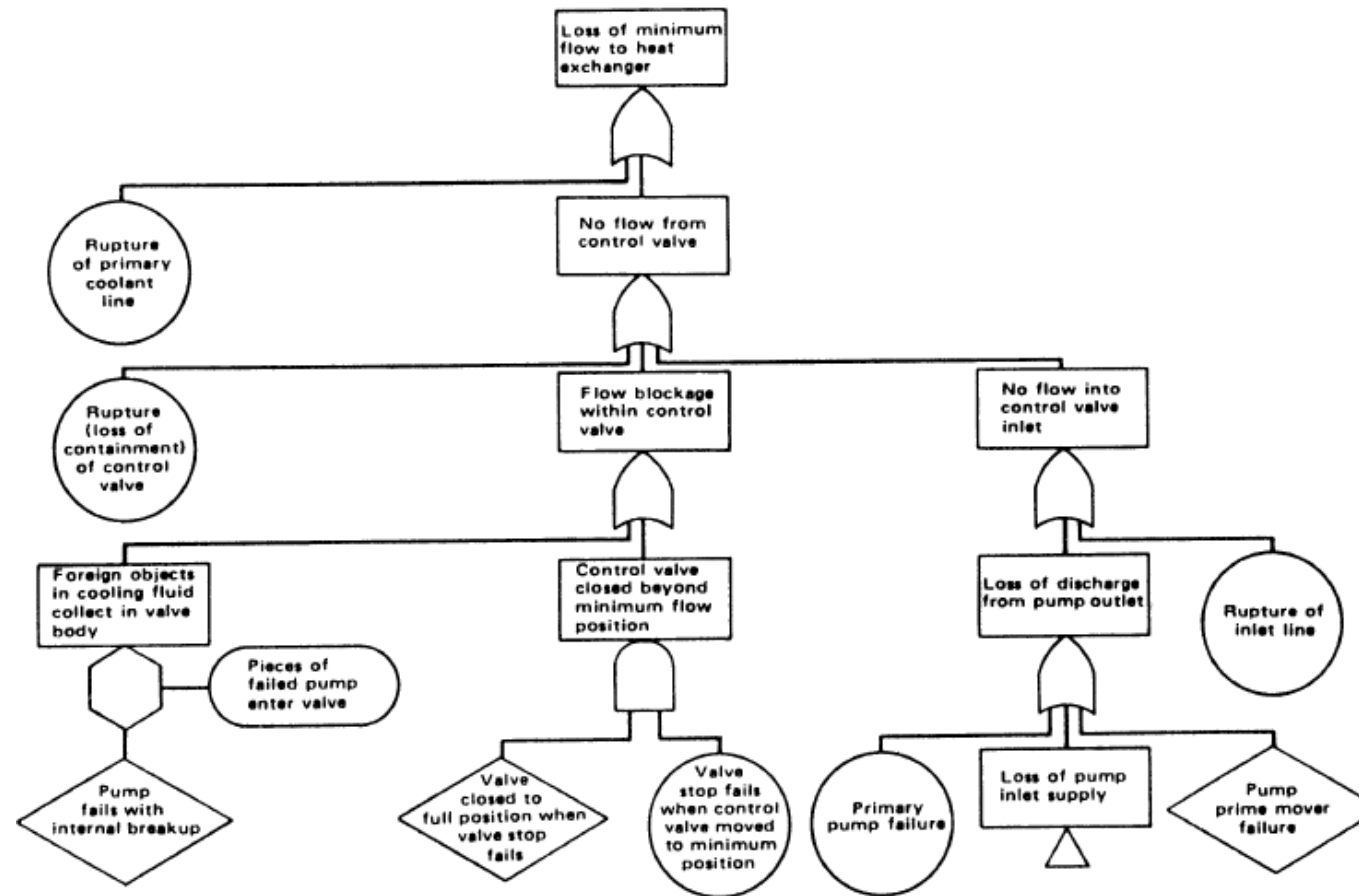 Loss of minimum
flow to heat
exchanger
Rupture
of primary
coolant
line
No flow from
control valve
Rupture
(loss of
containment)
of control
valve
Flow blockage
within control
valve
No flow into
control valve
inlet
Foreign objects
in cooling fluid
collect in valve
body
Control valve
closed beyond
minimum flow
position
Loss of discharge
from pump outlet
Rupture of
inlet line
Pieces of
failed pump
enter valve
Pump
fails with
internal breakup
Valve
closed to
full position when
valve stop
fails
Valve
stop fails
when control
valve moved
to minimum
position
Primary
pump failure
Loss of pump
inlet supply
Pump
prime mover
failure